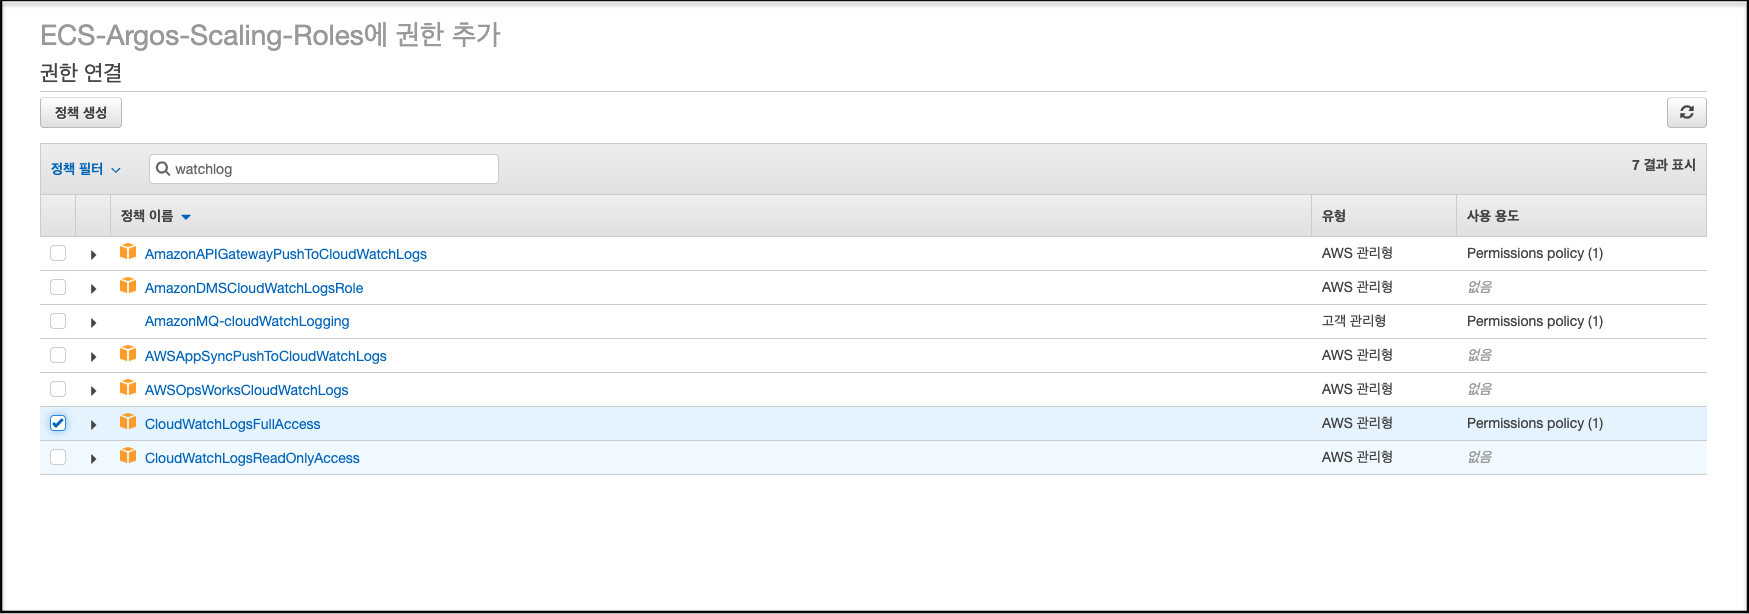 ECS-Argos-Scaling-Roles에 권한 추가
권한 연결
정책 생성
정책 필터 watchlog 7 결과 표시
정책 이름 유형 사용 용도
AmazonAPIGatewayPushToCloudWatchLogs AWS 관리형 Permissions policy (1)
AmazonDMSCloudWatchLogsRole AWS 관리형 없음
AmazonMQ-cloudWatchLogging 고객 관리형 Permissions policy (1)
AWSAppSyncPushToCloudWatchLogs AWS 관리형 없음
AWSOpsWorksCloudWatchLogs AWS 관리형 없음
CloudWatchLogsFullAccess AWS 관리형 Permissions policy (1)
CloudWatchLogsReadOnlyAccess AWS 관리형 없음